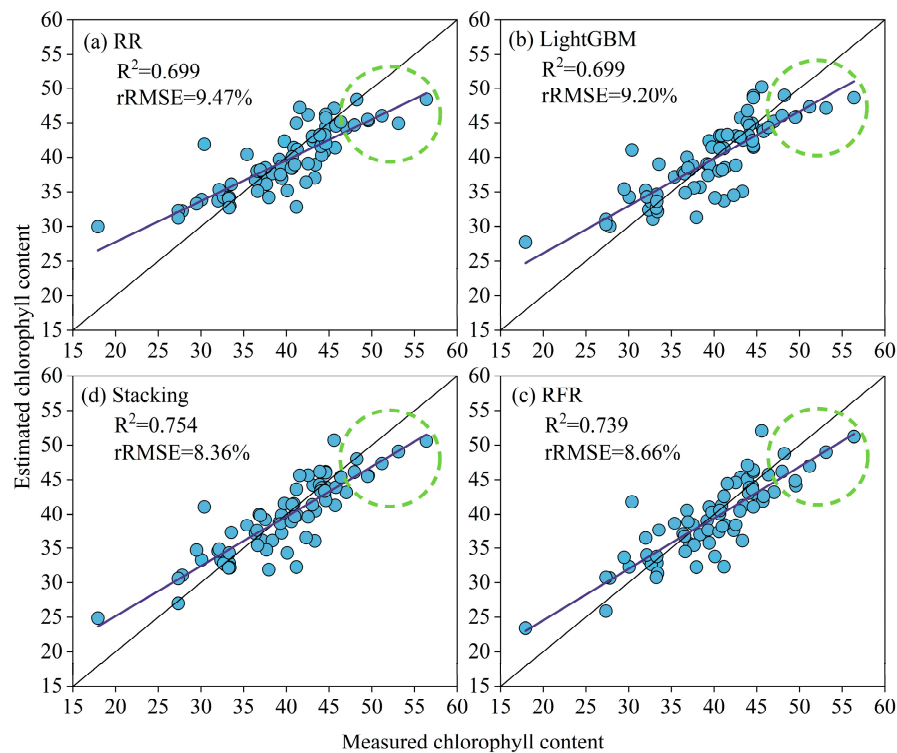 Estimated chlorophyll content
60
55
50
45
40
35
30
25
20
15
(a) RR
R²=0.699
rRMSE=9.47%
15 20 25 30 35 40 45 50 55 60
60
55
50
45
40
35
30
25
20
15
(b) LightGBM
R²=0.699
rRMSE=9.20%
15 20 25 30 35 40 45 50 55 60
60
55
50
45
40
35
30
25
20
15
(d) Stacking
R²=0.754
rRMSE=8.36%
15 20 25 30 35 40 45 50 55 60
60
55
50
45
40
35
30
25
20
15
(c) RFR
R²=0.739
rRMSE=8.66%
15 20 25 30 35 40 45 50 55 60
Measured chlorophyll content